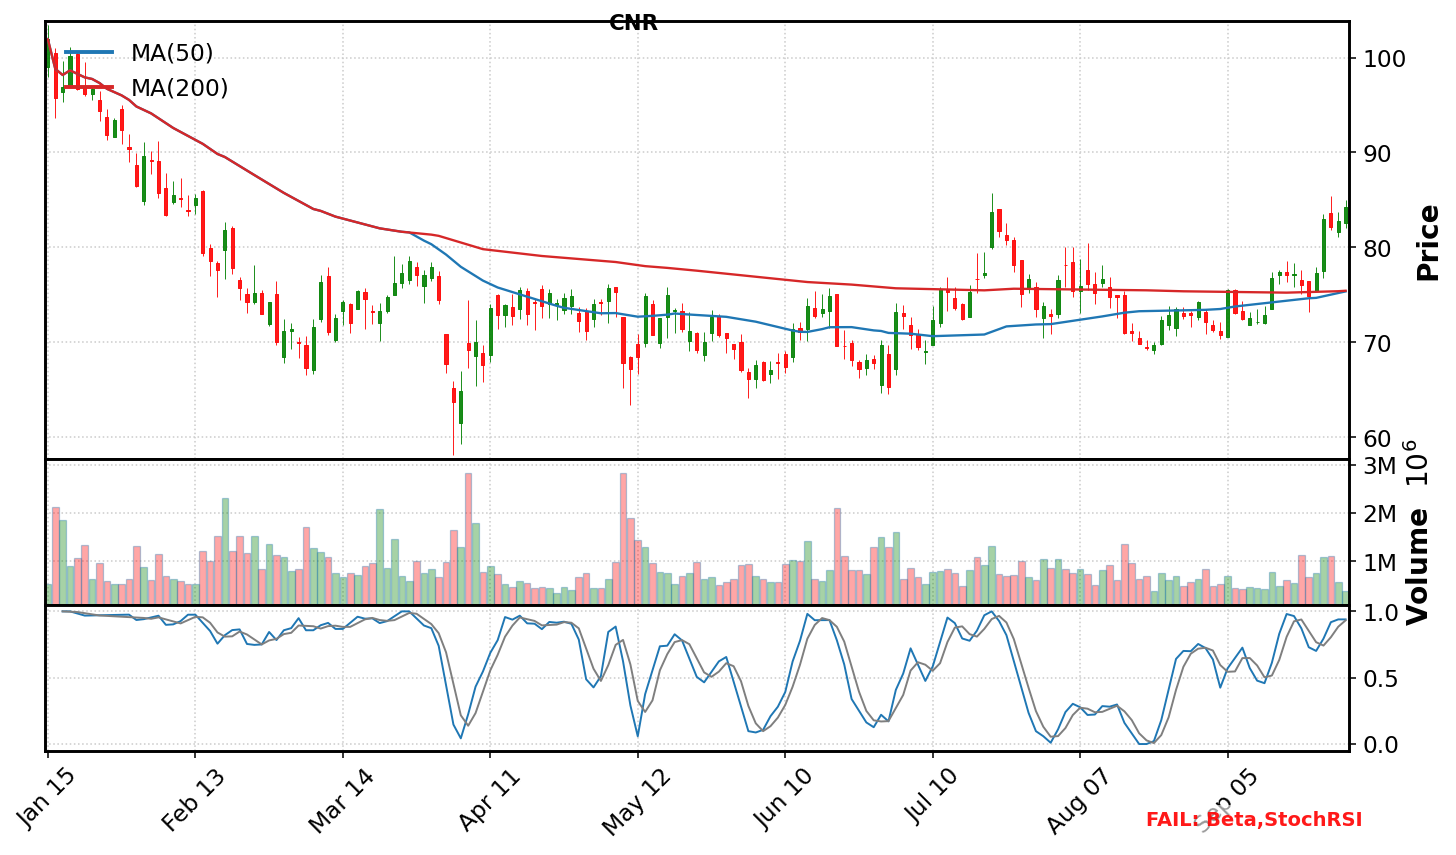 CNR
MA(50)
MA(200)
100
90
80
70
60
Price
3M
2M
1M
Volume 10^6
1.0
0.5
0.0
Jan 15
Feb 13
Mar 14
Apr 11
May 12
Jun 10
Jul 10
Aug 07
Sep 05
FAIL: Beta,StochRSI